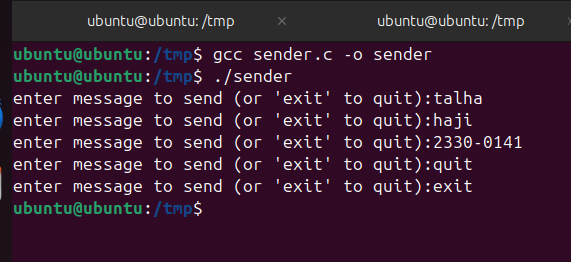 ubuntu@ubuntu: /tmp × ubuntu@ubuntu: /tmp
ubuntu@ubuntu:/tmp$ gcc sender.c -o sender
ubuntu@ubuntu:/tmp$ ./sender
enter message to send (or 'exit' to quit):talha
enter message to send (or 'exit' to quit):haji
enter message to send (or 'exit' to quit):2330-0141
enter message to send (or 'exit' to quit):quit
enter message to send (or 'exit' to quit):exit
ubuntu@ubuntu:/tmp$